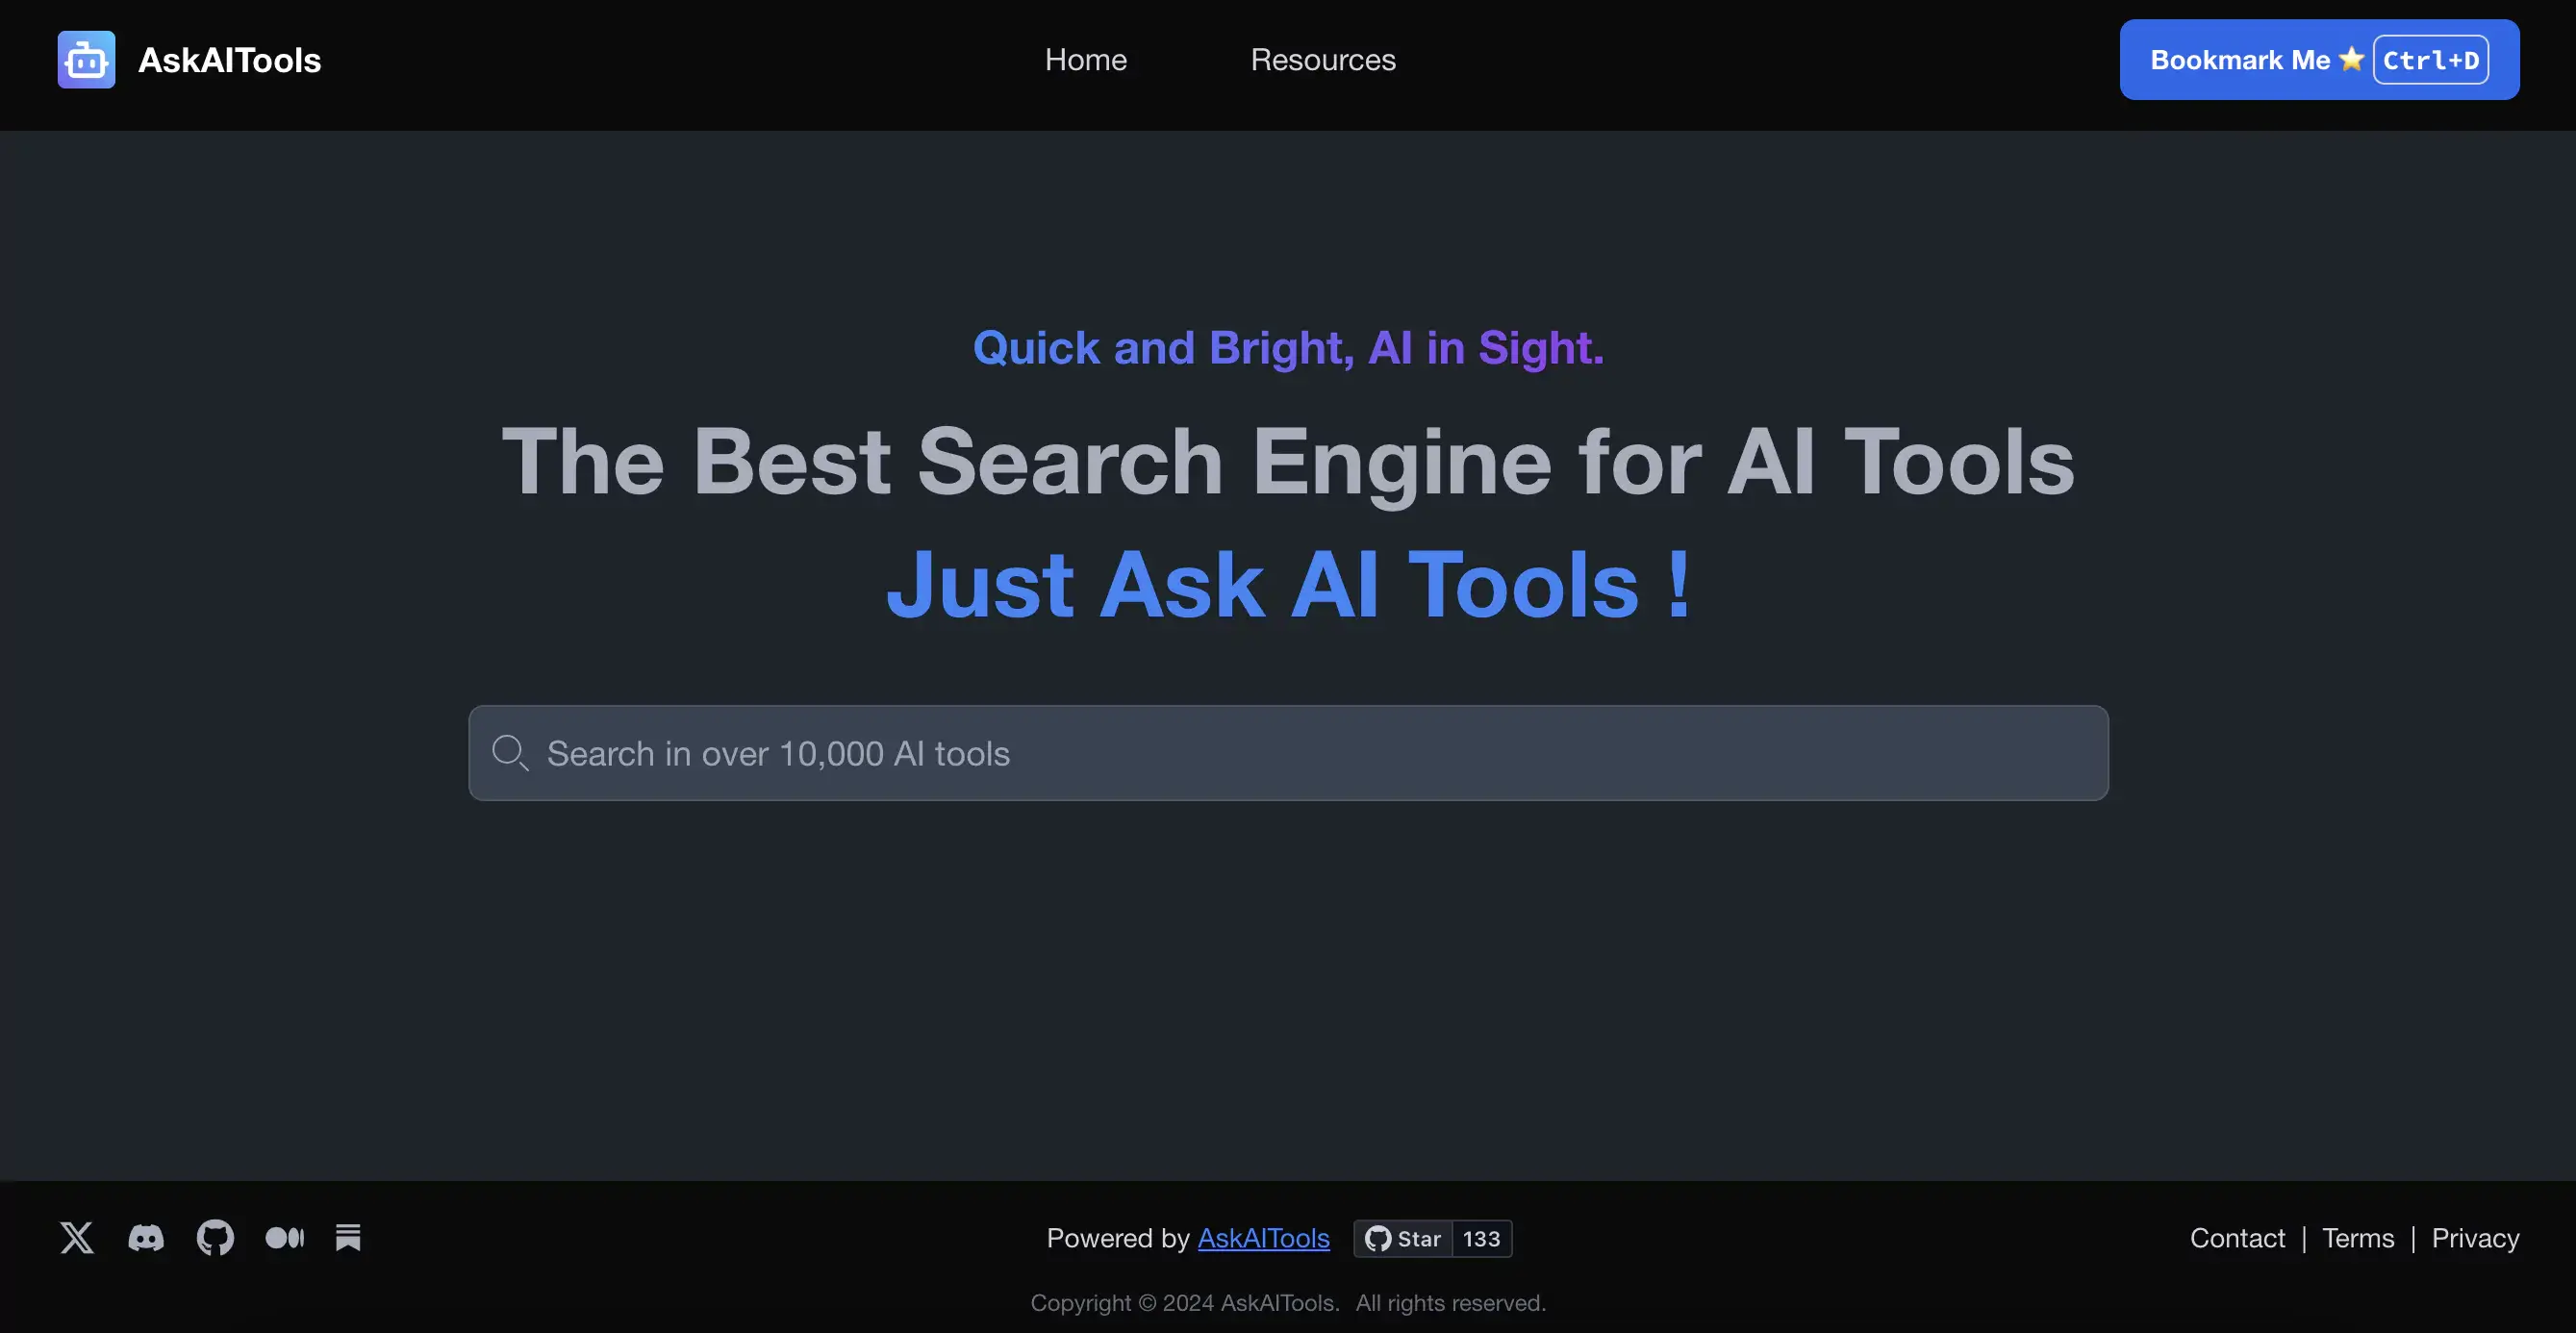 AskAITools
Home
Resources
Bookmark Me ⭐ Ctrl+D
Quick and Bright, AI in Sight.
The Best Search Engine for AI Tools
Just Ask AI Tools !
Search in over 10,000 AI tools
Powered by AskAITools
Star 133
Contact | Terms | Privacy
Copyright © 2024 AskAITools. All rights reserved.